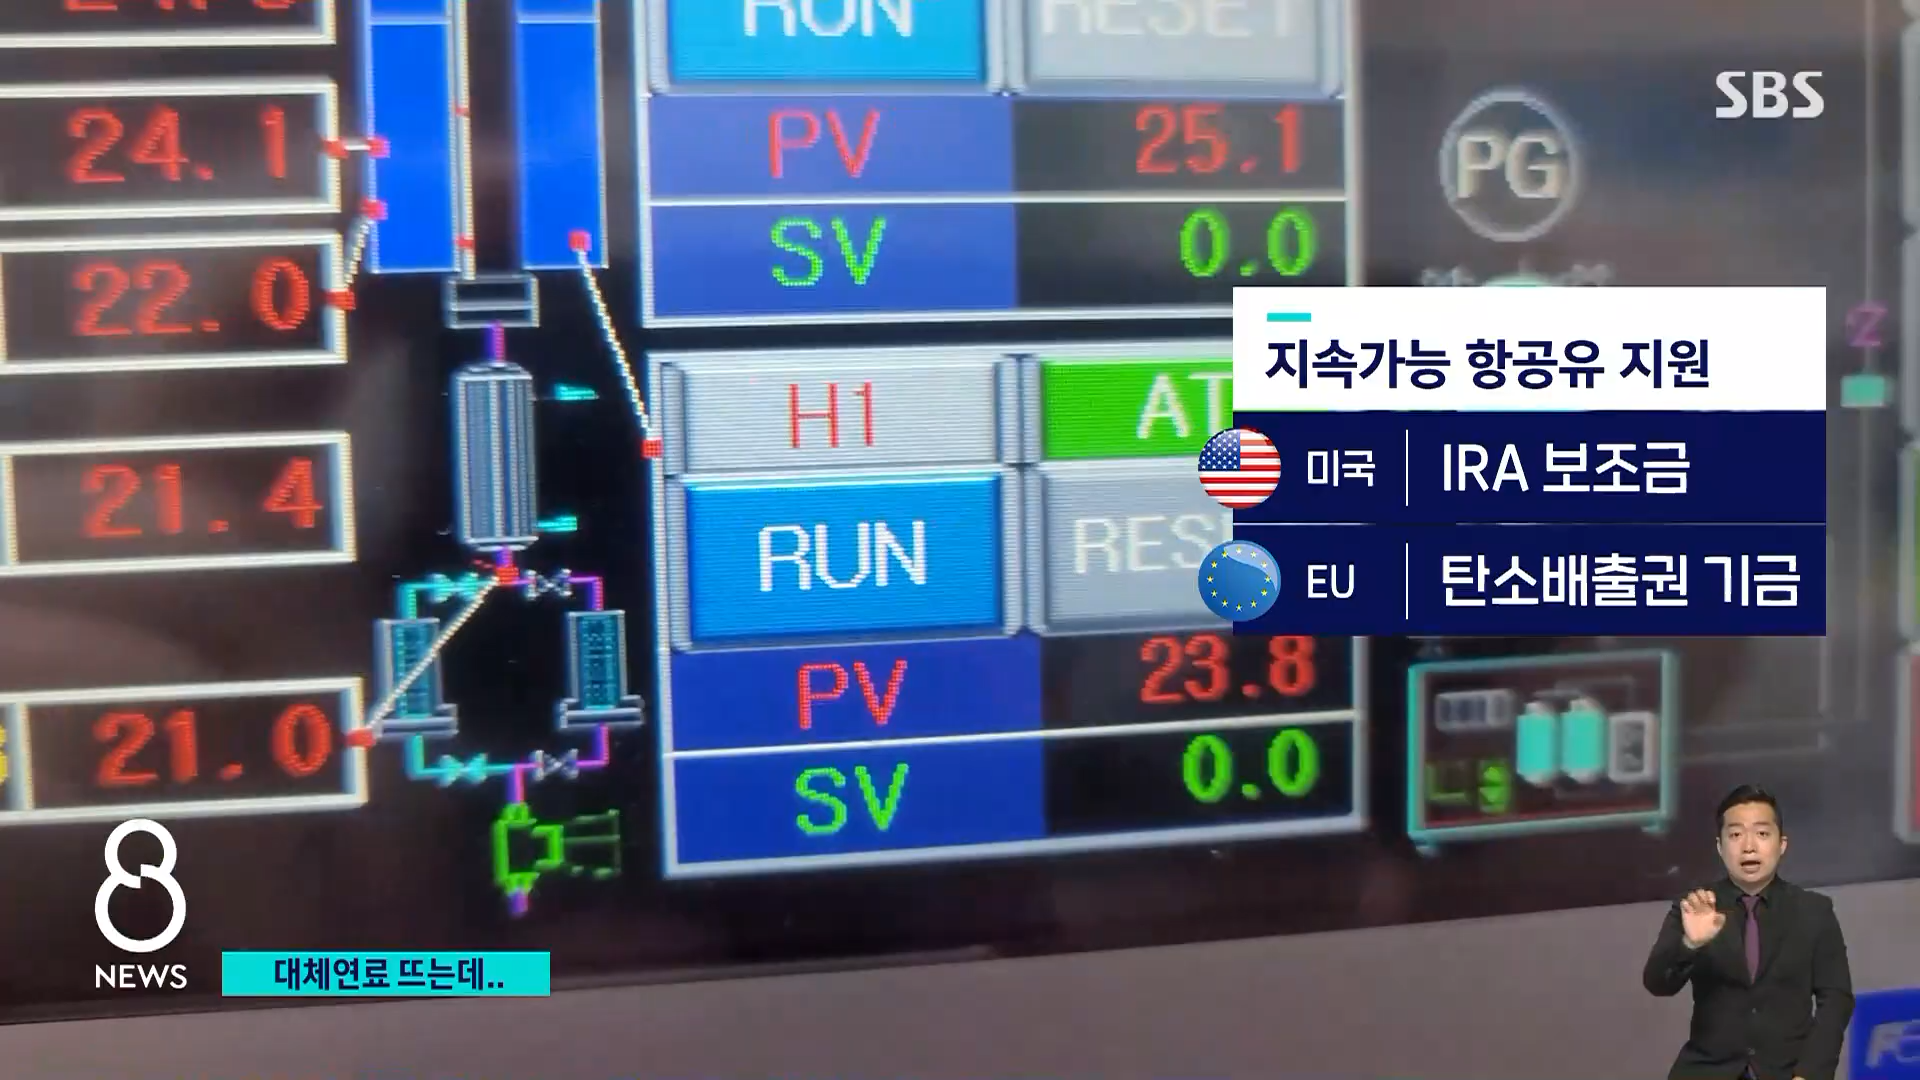 RUN
RESET
SBS
24.1
PV
25.1
PG
22.0
SV
0.0
지속가능 항공유 지원
H1
AT
미국
IRA 보조금
21.4
RUN
RES
EU
탄소배출권 기금
PV
23.8
21.0
SV
0.0
8
NEWS
대체연료 뜨는데..